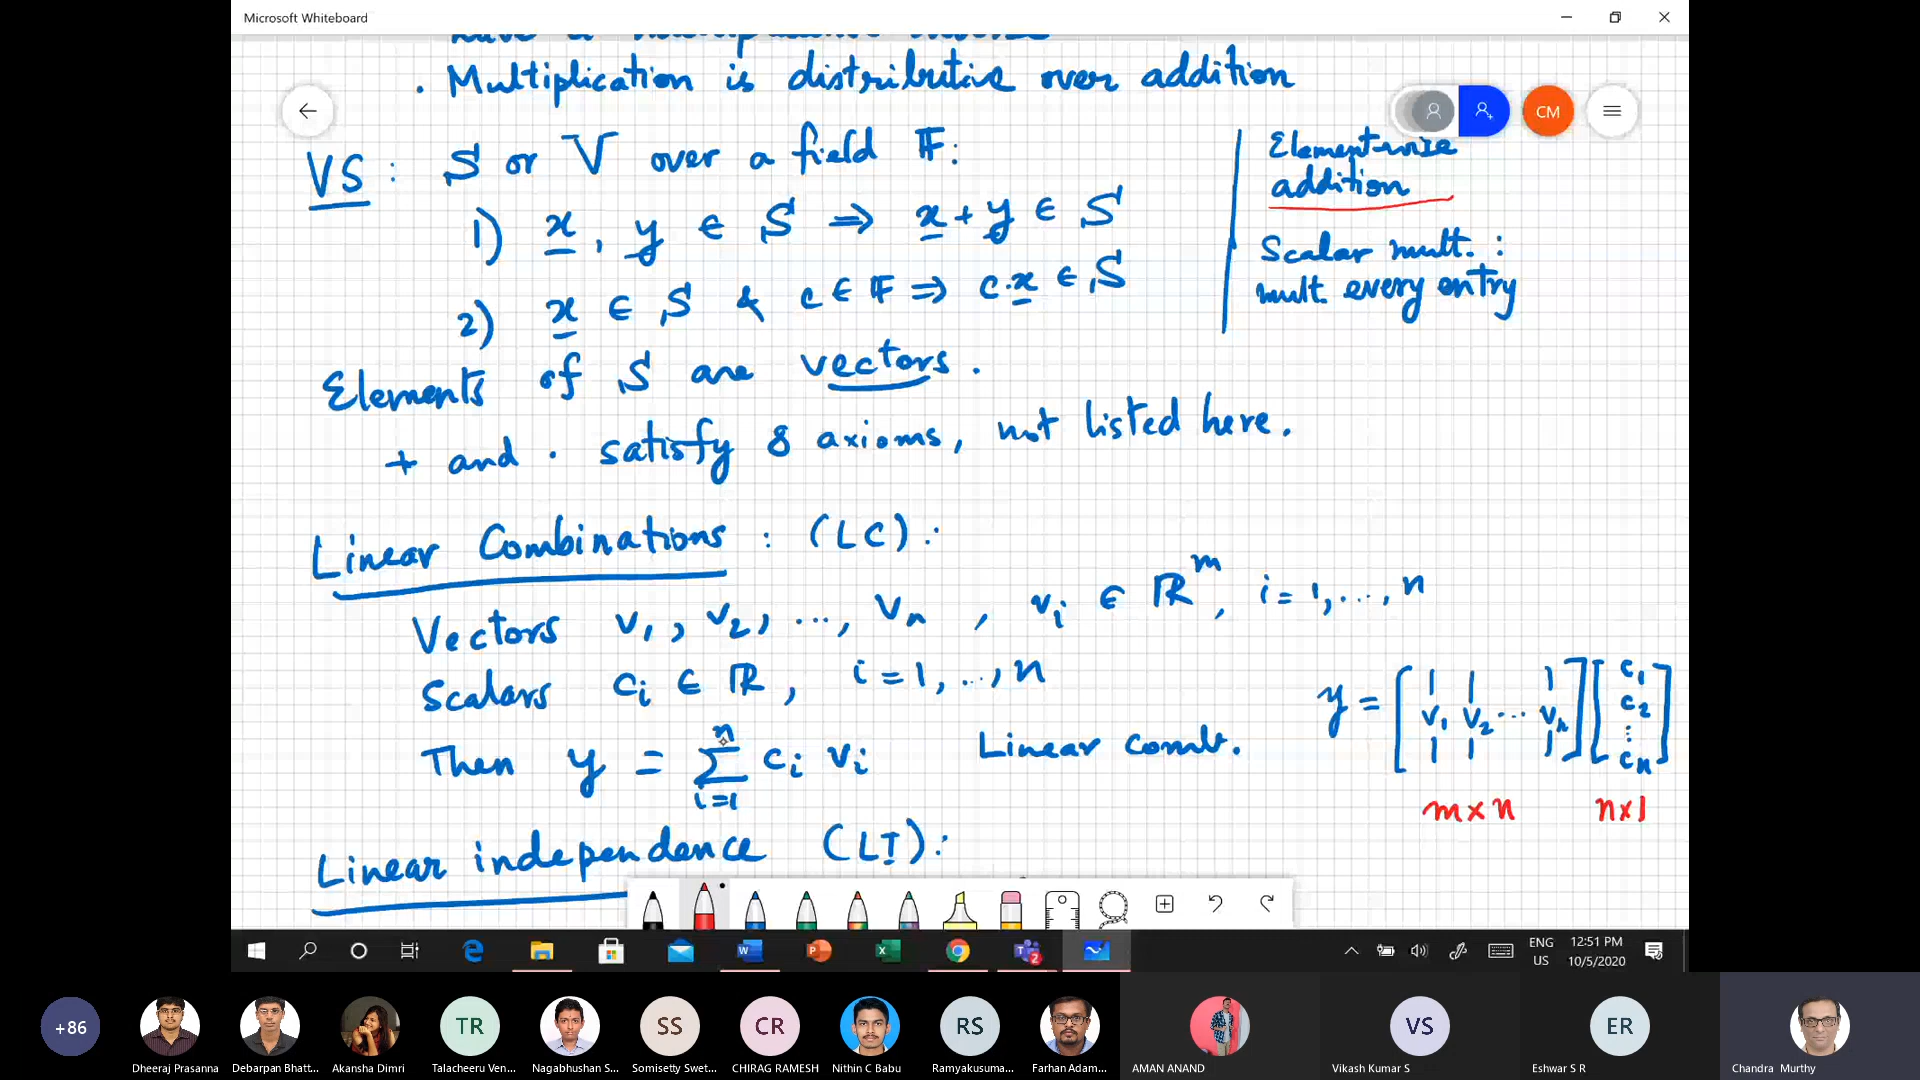 Microsoft Whiteboard
have a multiplicative inverse
. Multiplication is distributive over addition
VS : S or V over a field F:
1) x, y ∈ S ⇒ x + y ∈ S
2) x ∈ S & c ∈ F ⇒ c·x ∈ S
Element-wise
addition
Scalar mult. :
mult. every entry
Elements of S are vectors.
+ and · satisfy 8 axioms, not listed here.
Linear Combinations : (LC) :
Vectors v1, v2, ..., vn, vi ∈ ℝ^m, i = 1, ..., n
Scalars ci ∈ ℝ, i = 1, ..., n
Then y = Σ_{i=1}^{n} ci vi Linear comb.
y = [v1 v2 ... vn] [c1 c2 ⋮ cn]
m×n n×1
Linear independence (LI):
CM
ENG
US
12:51 PM
10/5/2020
2
+86
TR
SS
CR
RS
VS
ER
Dheeraj Prasanna
Debarpan Bhatt...
Akansha Dimri
Talacheeru Ven...
Nagabhushan S...
Somisetty Swet...
CHIRAG RAMESH
Nithin C Babu
Ramyakusuma...
Farhan Adam...
AMAN ANAND
Vikash Kumar S
Eshwar S R
Chandra Murthy